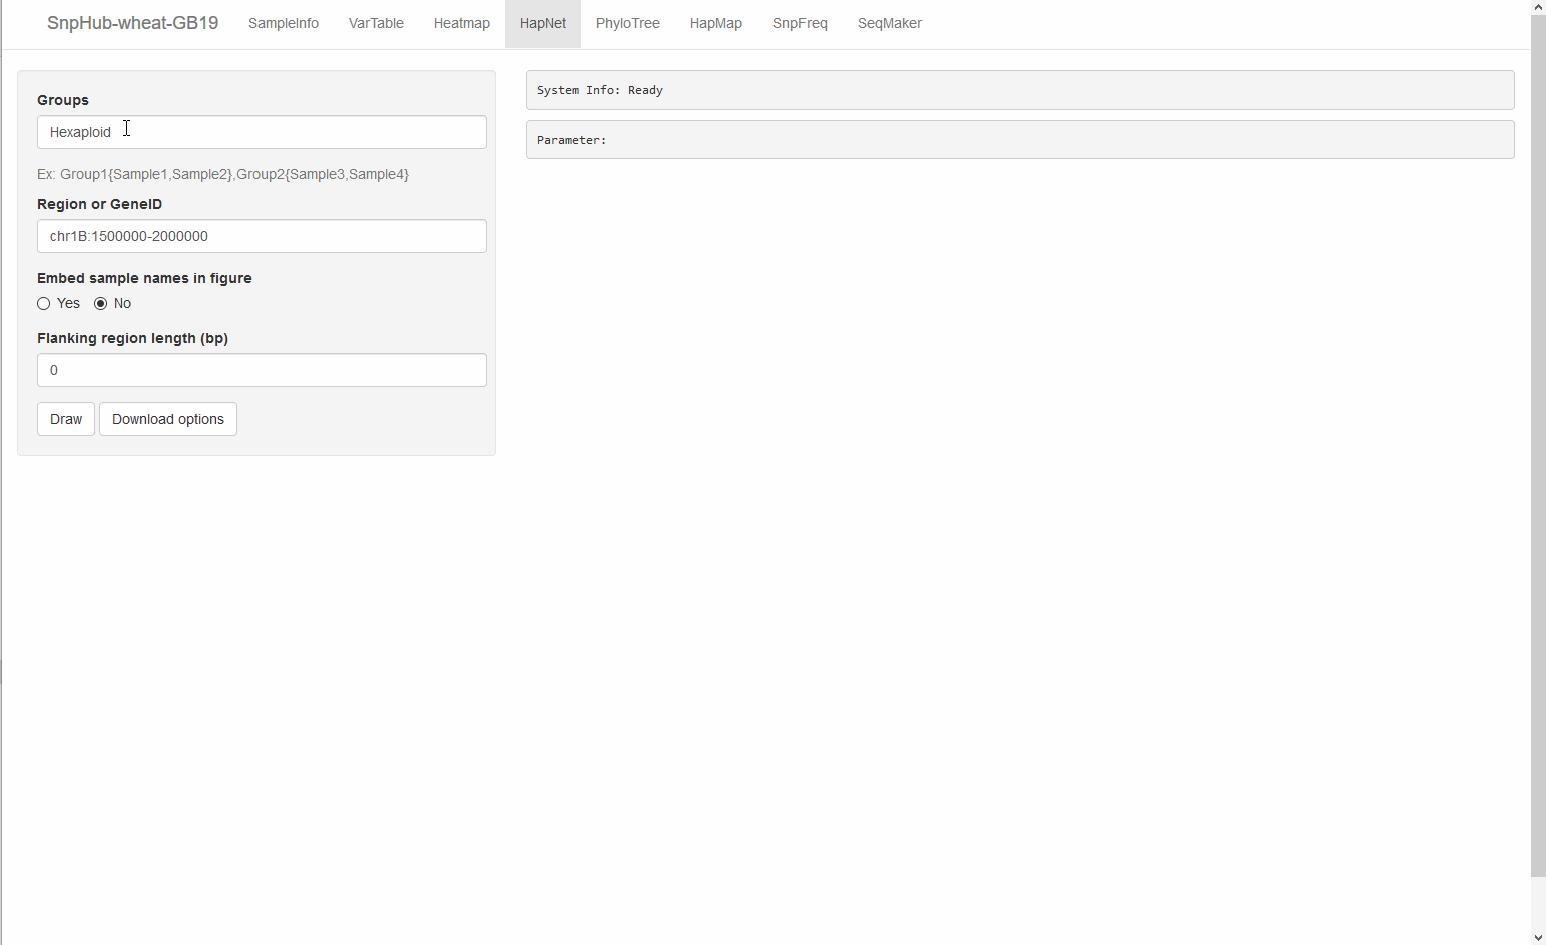 SnpHub-wheat-GB19 SampleInfo VarTable Heatmap HapNet PhyloTree HapMap SnpFreq SeqMaker
Groups
Hexaploid
Ex: Group1{Sample1,Sample2},Group2{Sample3,Sample4}
Region or GeneID
chr1B:1500000-2000000
Embed sample names in figure
Yes No
Flanking region length (bp)
0
Draw Download options
System Info: Ready
Parameter: